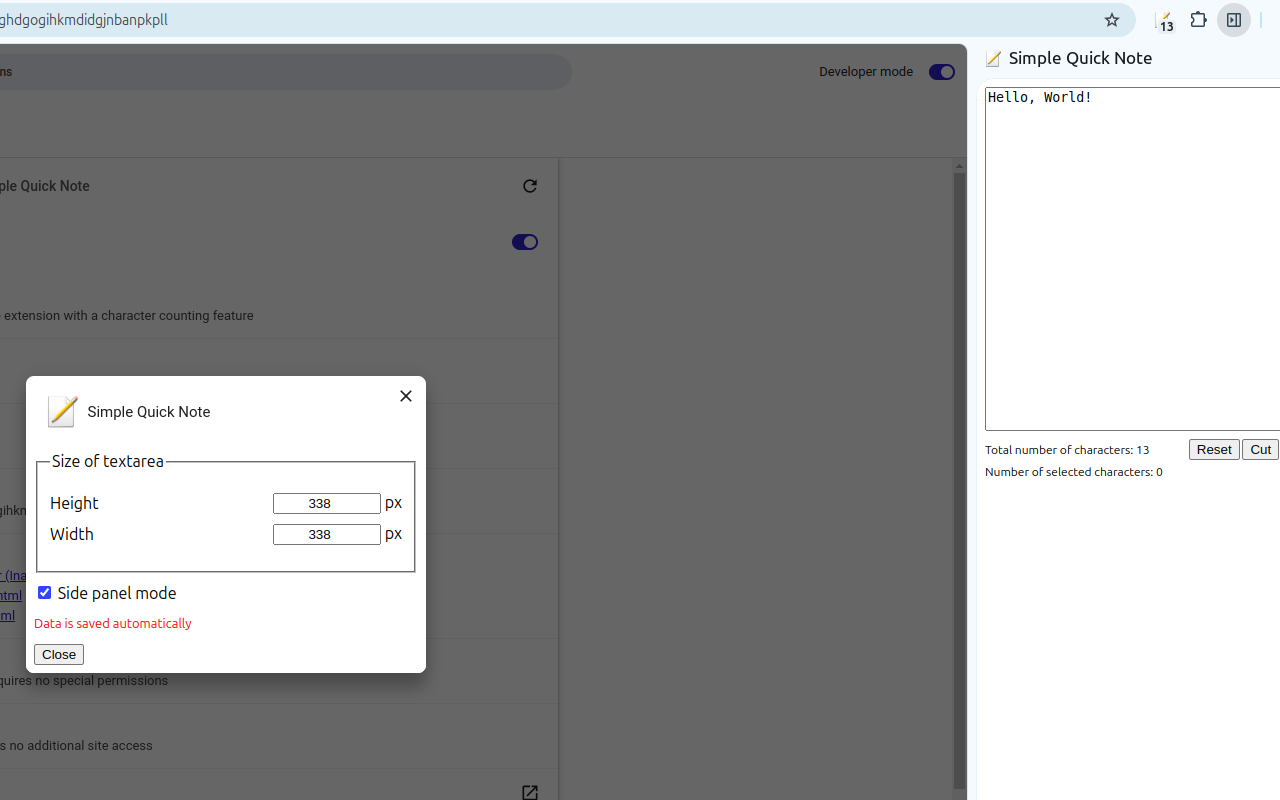 ghdgogihkmdidgjnbanpkpll
13
ns
Developer mode
ple Quick Note
extension with a character counting feature
Simple Quick Note
Size of textarea
Height 338 px
Width 338 px
gihkn
r (Ina
html
ml
Side panel mode
Data is saved automatically
Close
quires no special permissions
s no additional site access
Simple Quick Note
Hello, World!
Total number of characters: 13 Reset Cut
Number of selected characters: 0